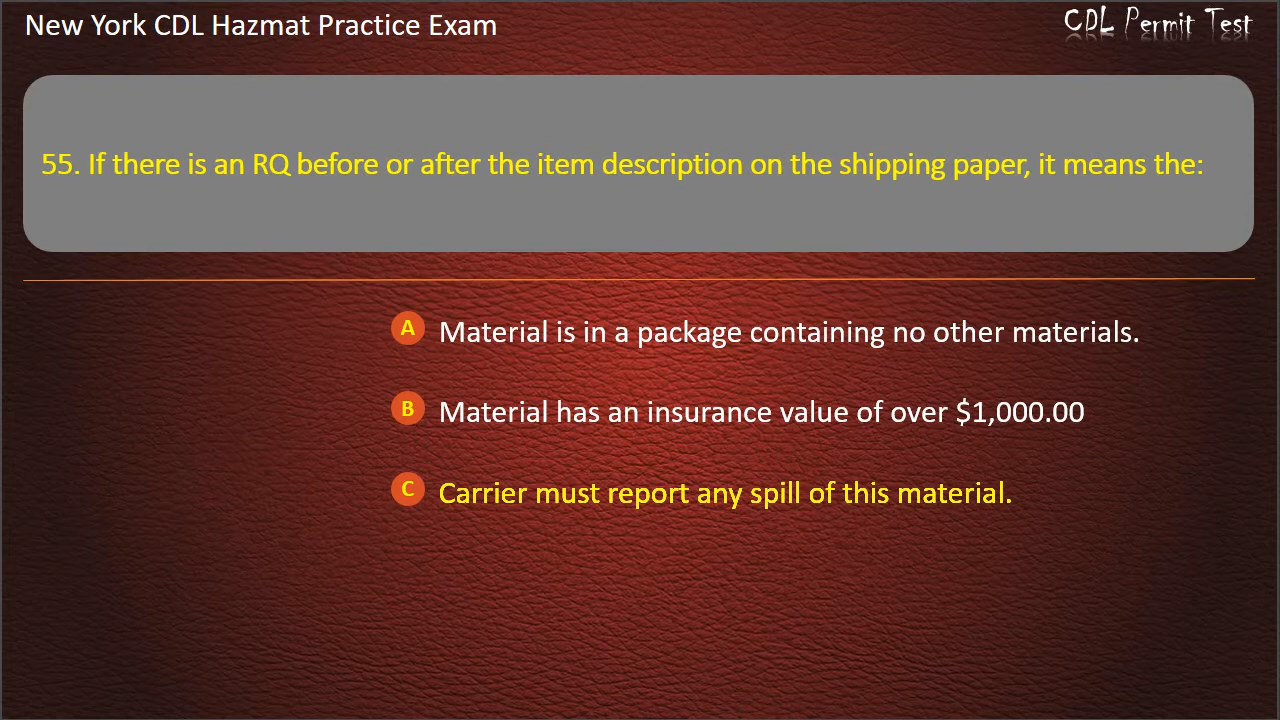 New York CDL Hazmat Practice Exam
CDL Permit Test
55. If there is an RQ before or after the item description on the shipping paper, it means the:
A Material is in a package containing no other materials.
B Material has an insurance value of over $1,000.00
C Carrier must report any spill of this material.